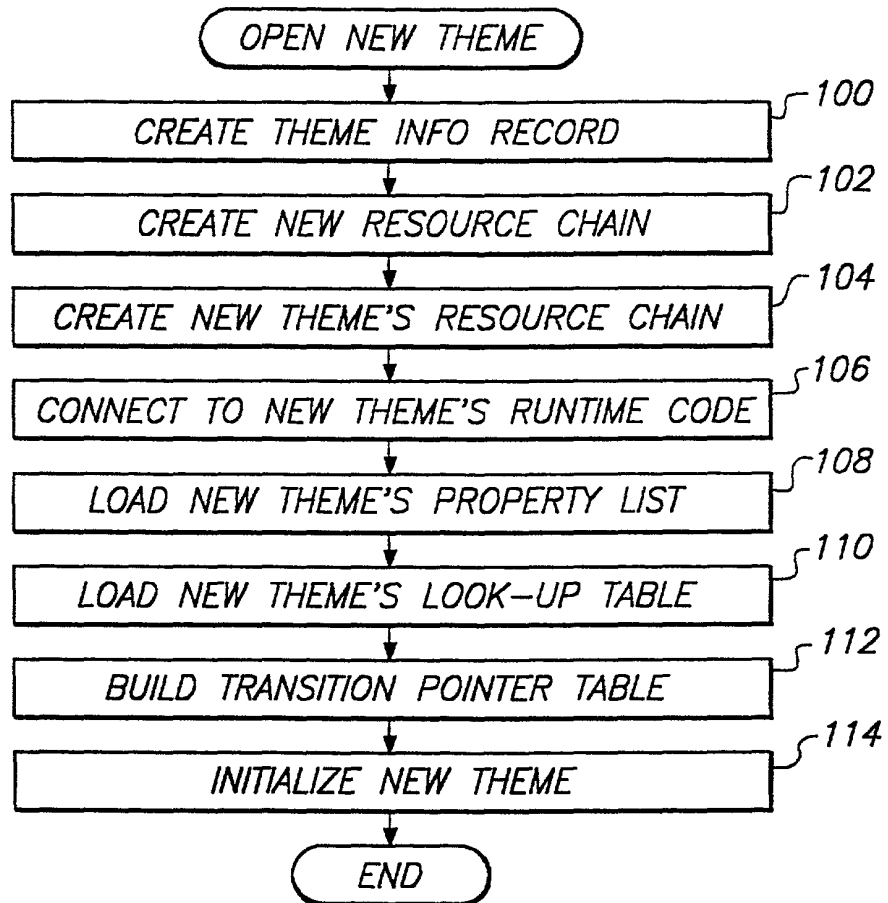 OPEN NEW THEME
100
CREATE THEME INFO RECORD
102
CREATE NEW RESOURCE CHAIN
104
CREATE NEW THEME'S RESOURCE CHAIN
106
CONNECT TO NEW THEME'S RUNTIME CODE
108
LOAD NEW THEME'S PROPERTY LIST
110
LOAD NEW THEME'S LOOK-UP TABLE
112
BUILD TRANSITION POINTER TABLE
114
INITIALIZE NEW THEME
END